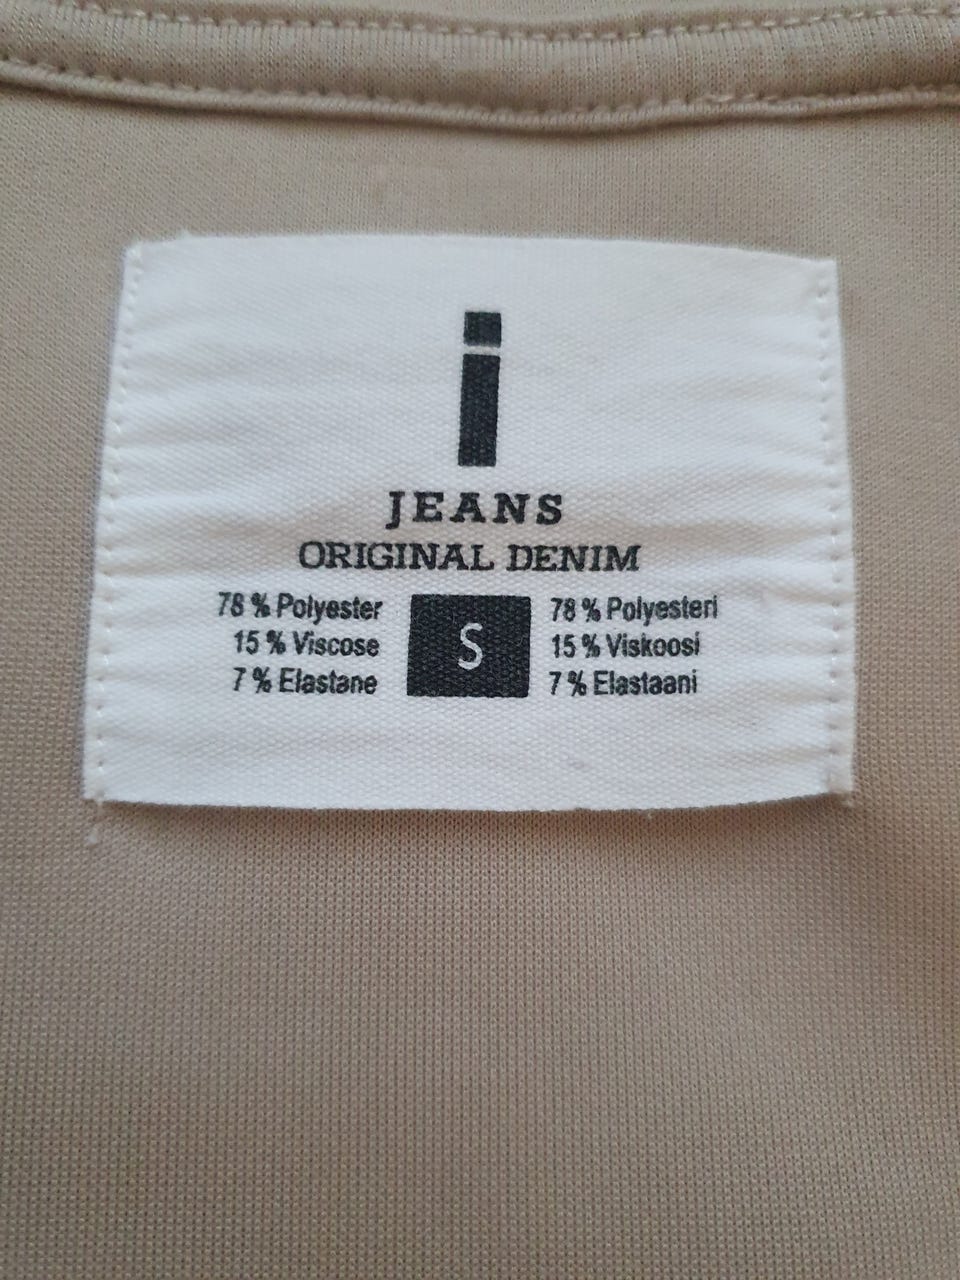 i
JEANS
ORIGINAL DENIM
78 % Polyester
15 % Viscose
7 % Elastane
S
78 % Polyesteri
15 % Viskoosi
7 % Elastaani